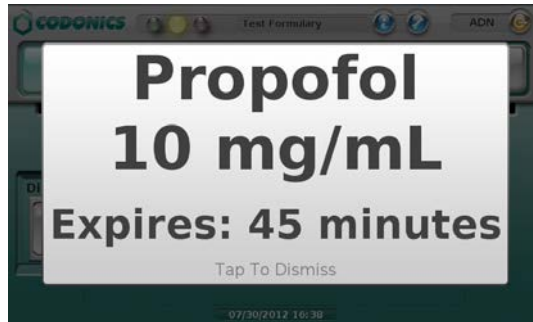 CODONICS Test Formulary ADN
Propofol
10 mg/mL
Di
Expires: 45 minutes
Tap To Dismiss
07/30/2012 16:38